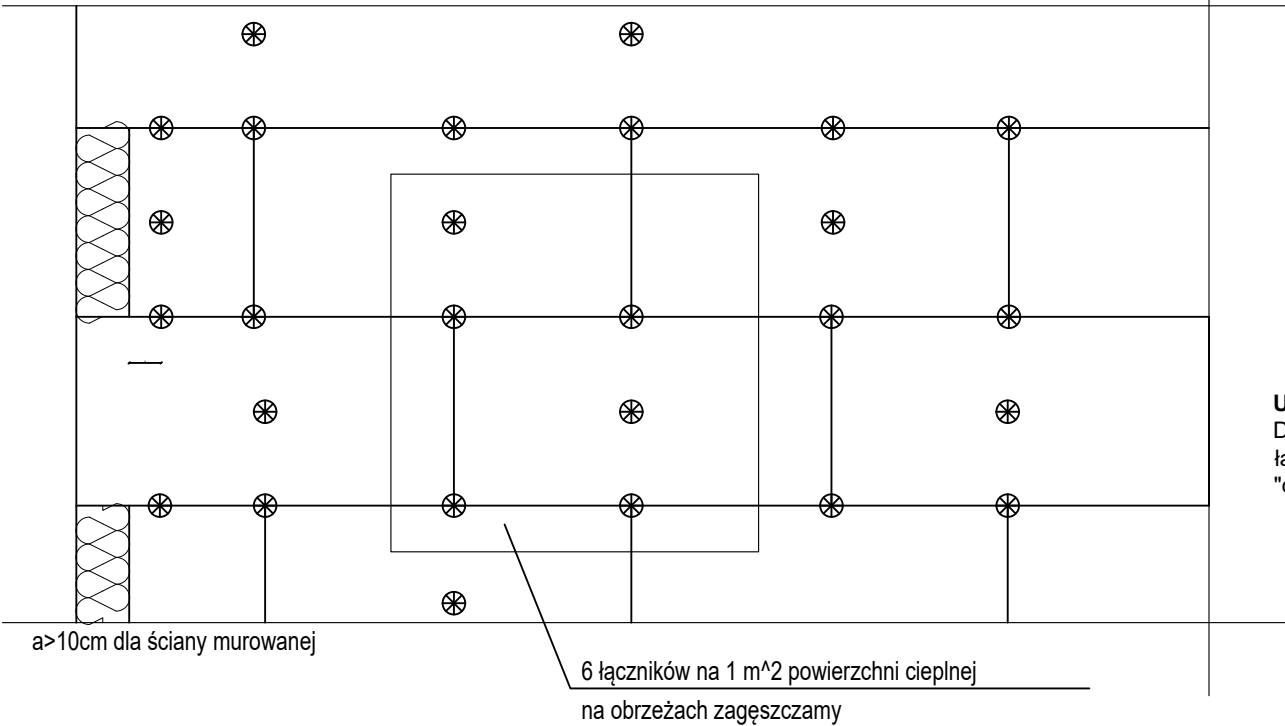 a>10cm dla ściany murowanej
6 łączników na 1 m^2 powierzchni cieplnej
na obrzeżach zagęszczamy